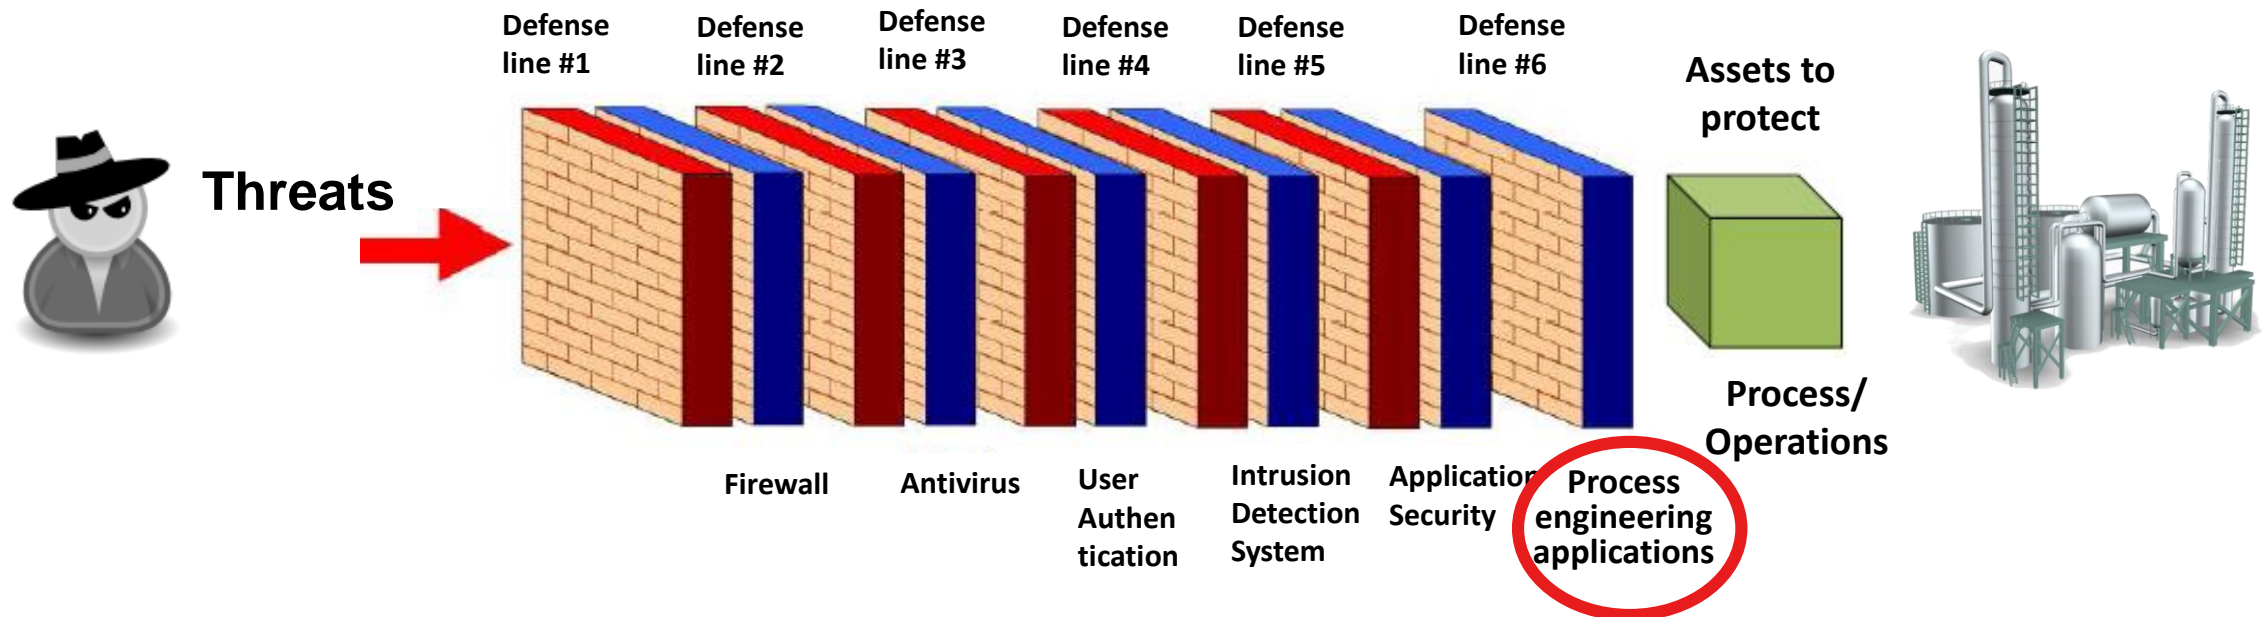 Defense
line #1
Defense
line #2
Defense
line #3
Defense
line #4
Defense
line #5
Defense
line #6
Assets to
protect
Threats
Process/
Operations
Firewall
Antivirus
User
Authen
tication
Intrusion
Detection
System
Application
Security
Process
engineering
applications